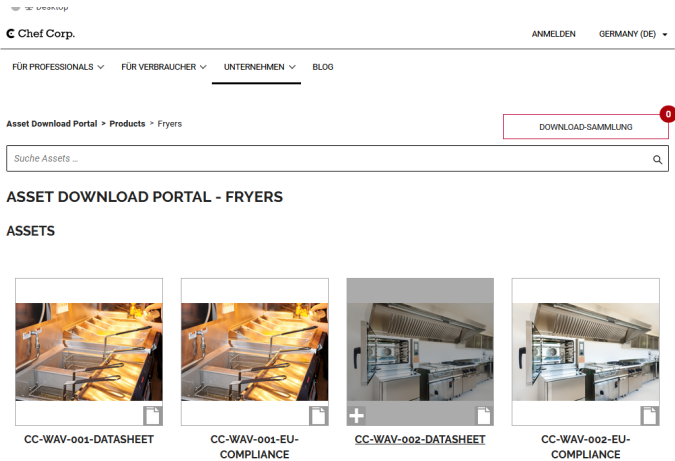 Desktop
Chef Corp.
ANMELDEN
GERMANY (DE)
FÜR PROFESSIONALS
FÜR VERBRAUCHER
UNTERNEHMEN
BLOG
Asset Download Portal > Products > Fryers
0
DOWNLOAD-SAMMLUNG
Suche Assets ...
ASSET DOWNLOAD PORTAL - FRYERS
ASSETS
CC-WAV-001-DATASHEET
CC-WAV-001-EU-
COMPLIANCE
CC-WAV-002-DATASHEET
CC-WAV-002-EU-
COMPLIANCE